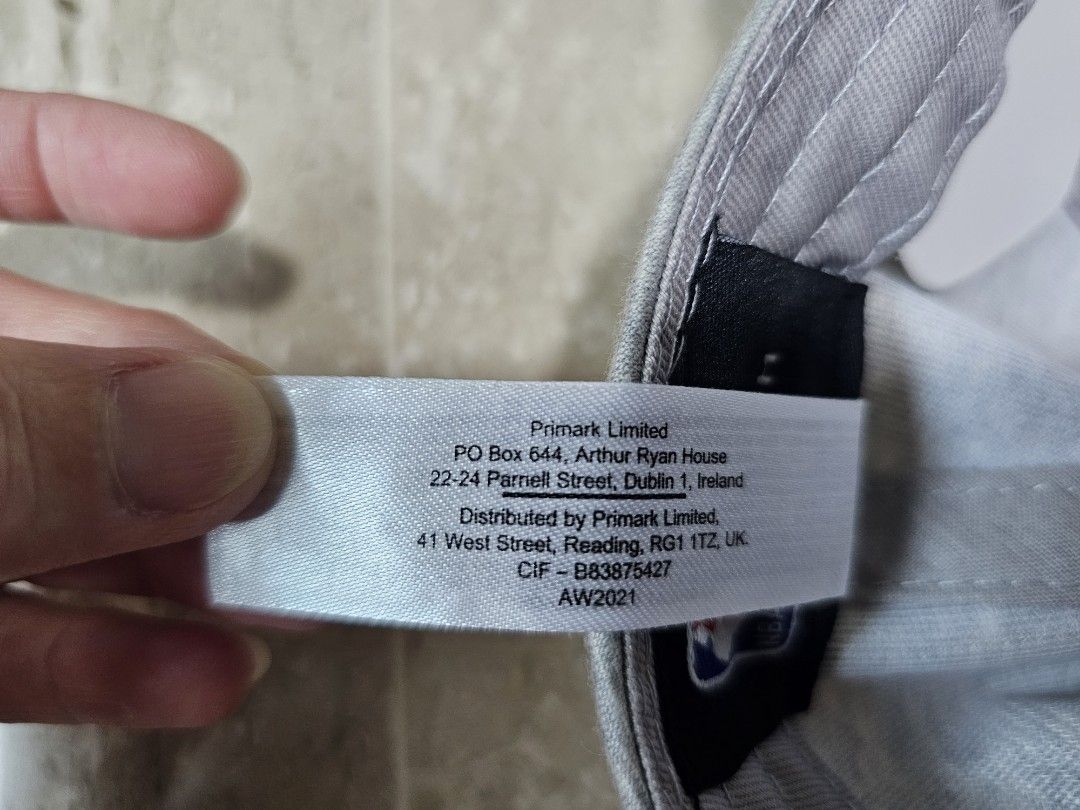 Primark Limited
PO Box 644, Arthur Ryan House
22-24 Parnell Street, Dublin 1, Ireland
Distributed by Primark Limited,
41 West Street, Reading, RG1 1TZ, UK.
CIF – B83875427
AW2021
NBA